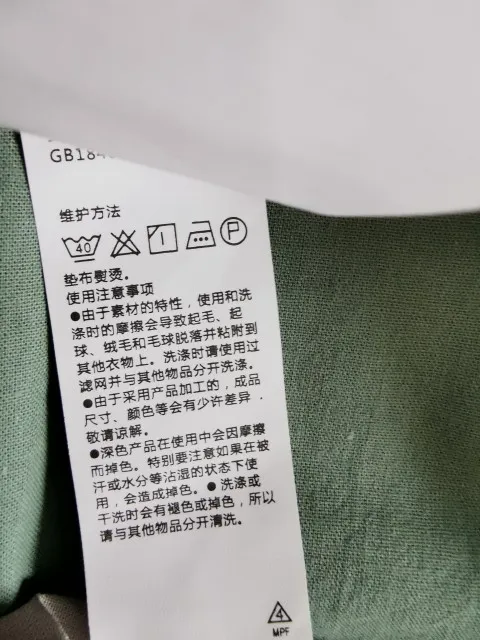 GB184
维护方法
40 P
垫布熨烫。
使用注意事项
●由于素材的特性，使用和洗
涤时的摩擦会导致起毛、起
球、绒毛和毛球脱落并粘附到
其他衣物上。洗涤时请使用过
滤网并与其他物品分开洗涤。
●由于采用产品加工的，成品
尺寸、颜色等会有少许差异，
敬请谅解。
●深色产品在使用中会因摩擦
而掉色。特别要注意如果在被
汗或水分等沾湿的状态下使
用，会造成掉色。●洗涤或
干洗时会有褪色或掉色，所以
请与其他物品分开清洗。
4
MPF